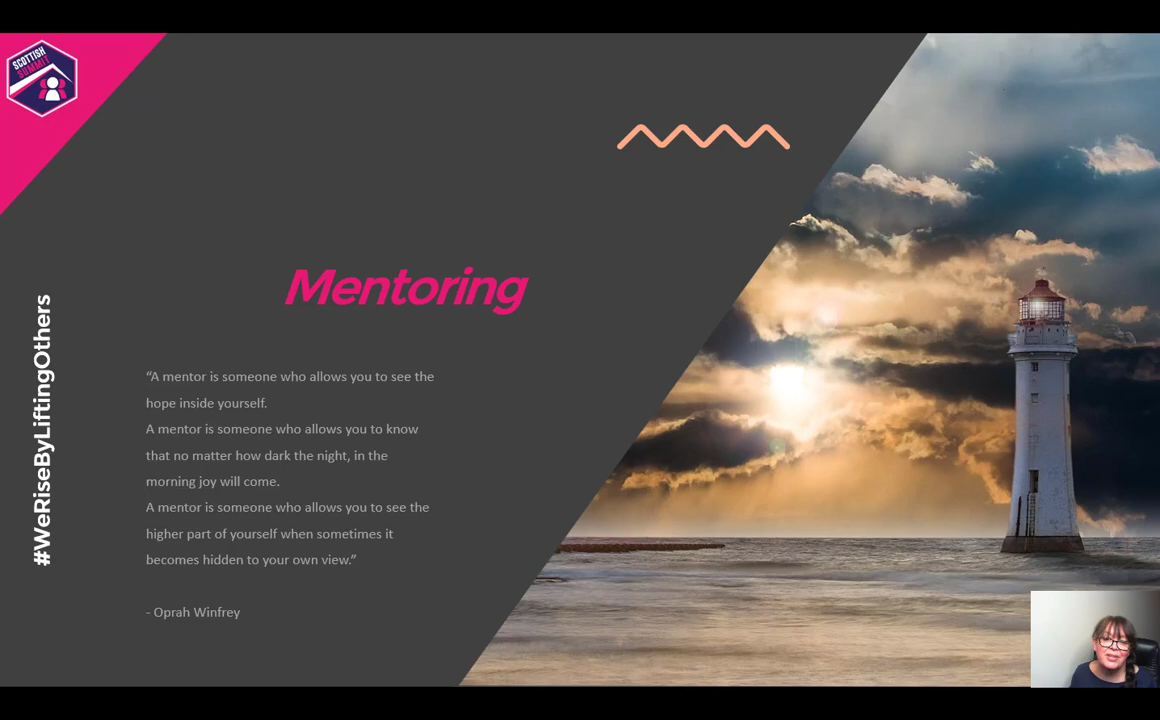 SCOTTISH
SUMMIT
#WeRiseByLiftingOthers
Mentoring
“A mentor is someone who allows you to see the
hope inside yourself.
A mentor is someone who allows you to know
that no matter how dark the night, in the
morning joy will come.
A mentor is someone who allows you to see the
higher part of yourself when sometimes it
becomes hidden to your own view.”
- Oprah Winfrey